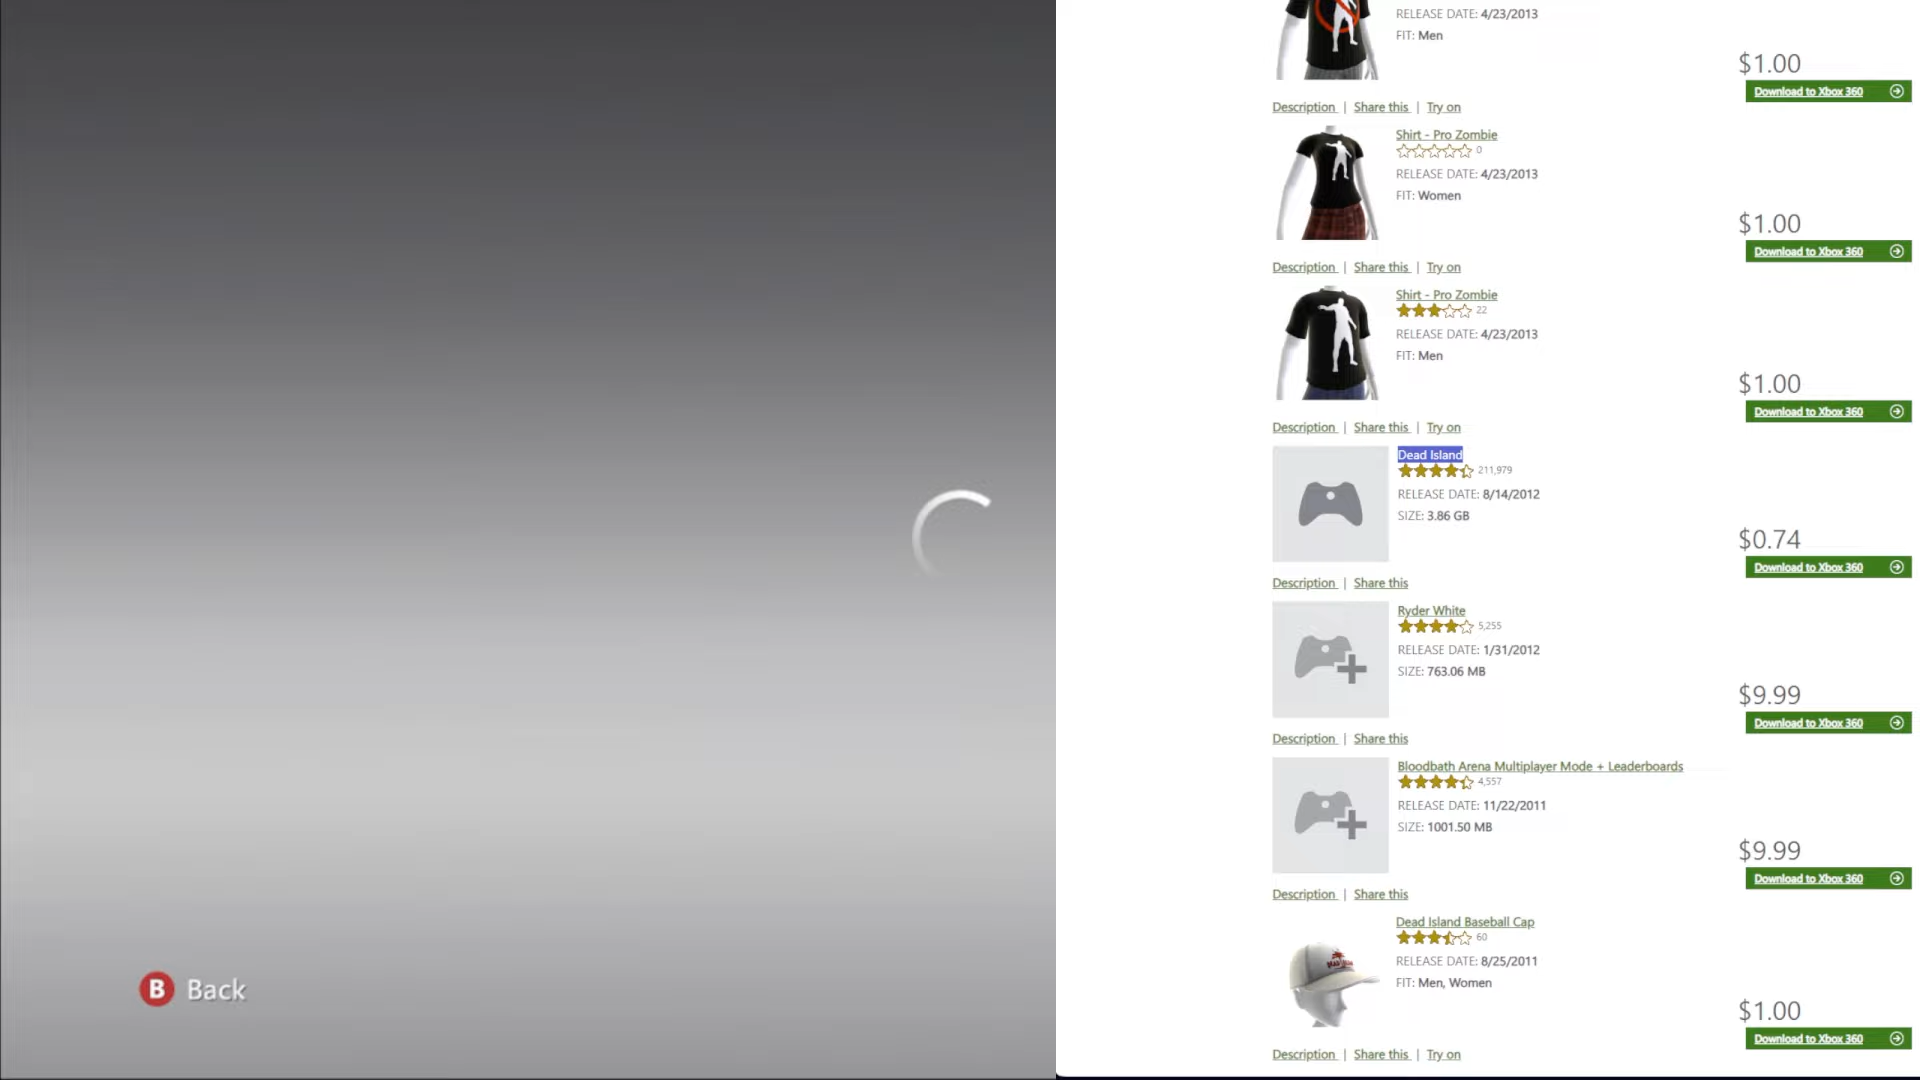 RELEASE DATE: 4/23/2013
FIT: Men
$1.00
Download to Xbox 360
Description | Share this | Try on
Shirt - Pro Zombie
0
RELEASE DATE: 4/23/2013
FIT: Women
$1.00
Download to Xbox 360
Description | Share this | Try on
Shirt - Pro Zombie
22
RELEASE DATE: 4/23/2013
FIT: Men
$1.00
Download to Xbox 360
Description | Share this | Try on
Dead Island
211,979
RELEASE DATE: 8/14/2012
SIZE: 3.86 GB
$0.74
Download to Xbox 360
Description | Share this
Ryder White
5,255
RELEASE DATE: 1/31/2012
SIZE: 763.06 MB
$9.99
Download to Xbox 360
Description | Share this
Bloodbath Arena Multiplayer Mode + Leaderboards
4,557
RELEASE DATE: 11/22/2011
SIZE: 1001.50 MB
$9.99
Download to Xbox 360
Description | Share this
Dead Island Baseball Cap
60
RELEASE DATE: 8/25/2011
FIT: Men, Women
$1.00
Download to Xbox 360
Description | Share this | Try on
B Back